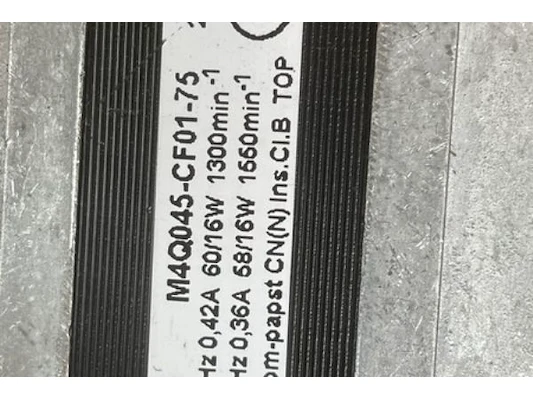 M4Q045-CF01-75
Hz 0,42A 60/16W 1300min-1
Hz 0,36A 58/16W 1560min-1
om-papst CN(N) Ins.Cl.B TOP